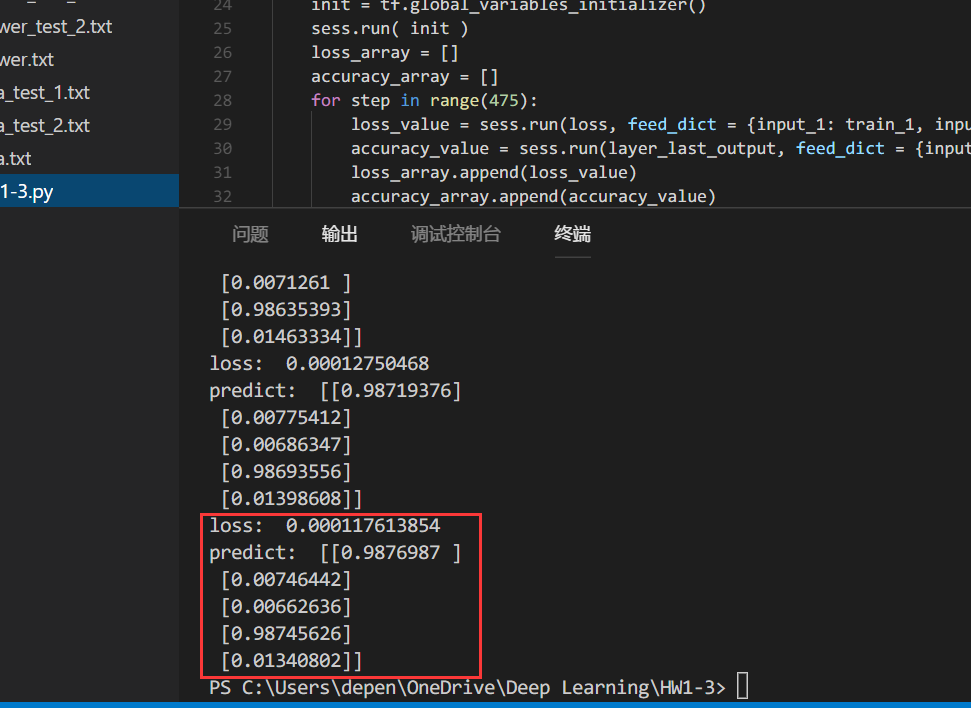 wer_test_2.txt
wer.txt
a_test_1.txt
a_test_2.txt
a.txt
1-3.py
24 init = tf.global_variables_initializer()
25 sess.run( init )
26 loss_array = []
27 accuracy_array = []
28 for step in range(475):
29 loss_value = sess.run(loss, feed_dict = {input_1: train_1, inpu
30 accuracy_value = sess.run(layer_last_output, feed_dict = {input
31 loss_array.append(loss_value)
32 accuracy_array.append(accuracy_value)
问题 输出 调试控制台 终端
[0.0071261 ]
[0.98635393]
[0.01463334]]
loss:  0.00012750468
predict:  [[0.98719376]
[0.00775412]
[0.00686347]
[0.98693556]
[0.01398608]]
loss:  0.000117613854
predict:  [[0.9876987 ]
[0.00746442]
[0.00662636]
[0.98745626]
[0.01340802]]
PS C:\Users\depen\OneDrive\Deep Learning\HW1-3>